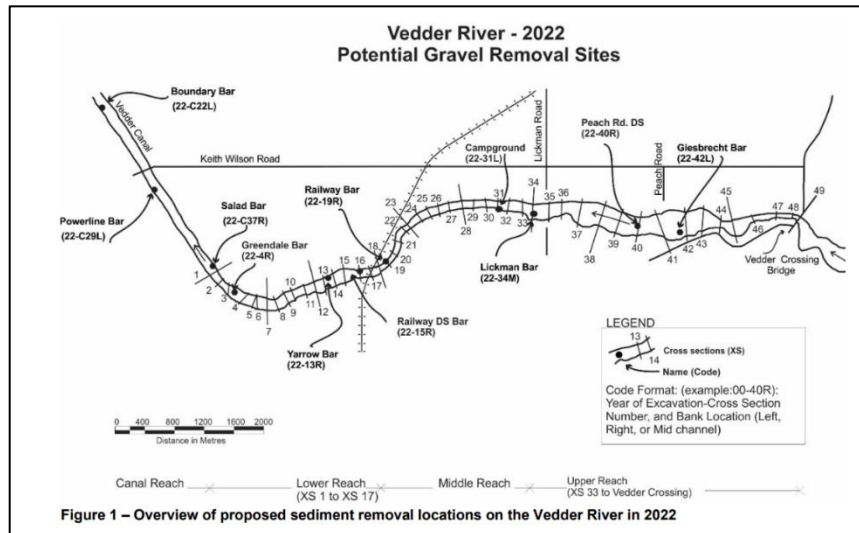 Vedder River - 2022
Potential Gravel Removal Sites
Boundary Bar
(22-C22L)
Vedder Canal
Keith Wilson Road
Powerline Bar
(22-C29L)
Salad Bar
(22-C37R)
Greendale Bar
(22-4R)
Railway Bar
(22-19R)
Campground
(22-31L)
Lickman Road
Peach Rd. DS
(22-40R)
Peach Road
Giesbrecht Bar
(22-42L)
Lickman Bar
(22-34M)
Vedder Crossing
Bridge
Railway DS Bar
(22-15R)
Yarrow Bar
(22-13R)
1 2 3 4 5 6 7 8 9 10 11 12 13 14 15 16 17 18 19 20 21 22 23 24 25 26 27 28 29 30 31 32 33 34 35 36 37 38 39 40 41 42 43 44 45 46 47 48 49
LEGEND
13
14
Cross sections (XS)
Name (Code)
Code Format: (example:00-40R):
Year of Excavation-Cross Section
Number, and Bank Location (Left,
Right, or Mid channel)
0 400 800 1200 1600 2000
Distance in Metres
Canal Reach
Lower Reach
(XS 1 to XS 17)
Middle Reach
Upper Reach
(XS 33 to Vedder Crossing)
Figure 1 – Overview of proposed sediment removal locations on the Vedder River in 2022